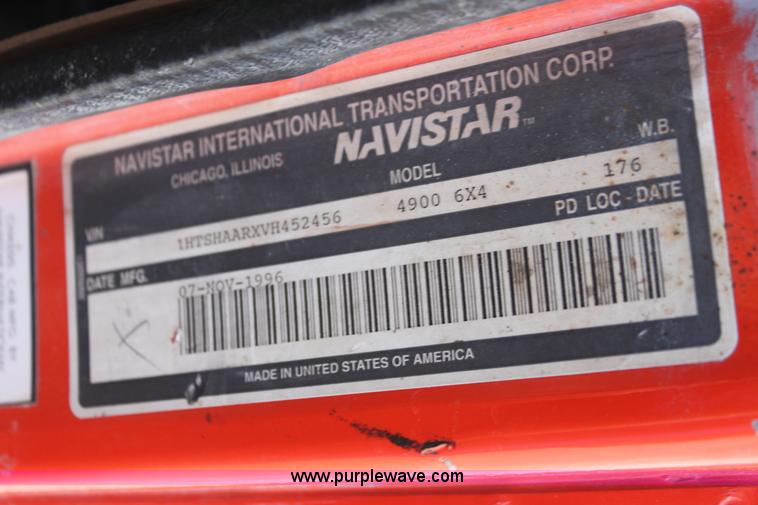 NAVISTAR INTERNATIONAL TRANSPORTATION CORP.
CHICAGO, ILLINOIS NAVISTAR™
VIN MODEL W.B.
1HTSHAARXVH452456 4900 6X4 176
DATE MFG. PD LOC - DATE
07-NOV-1996
X
MADE IN UNITED STATES OF AMERICA
www.purplewave.com